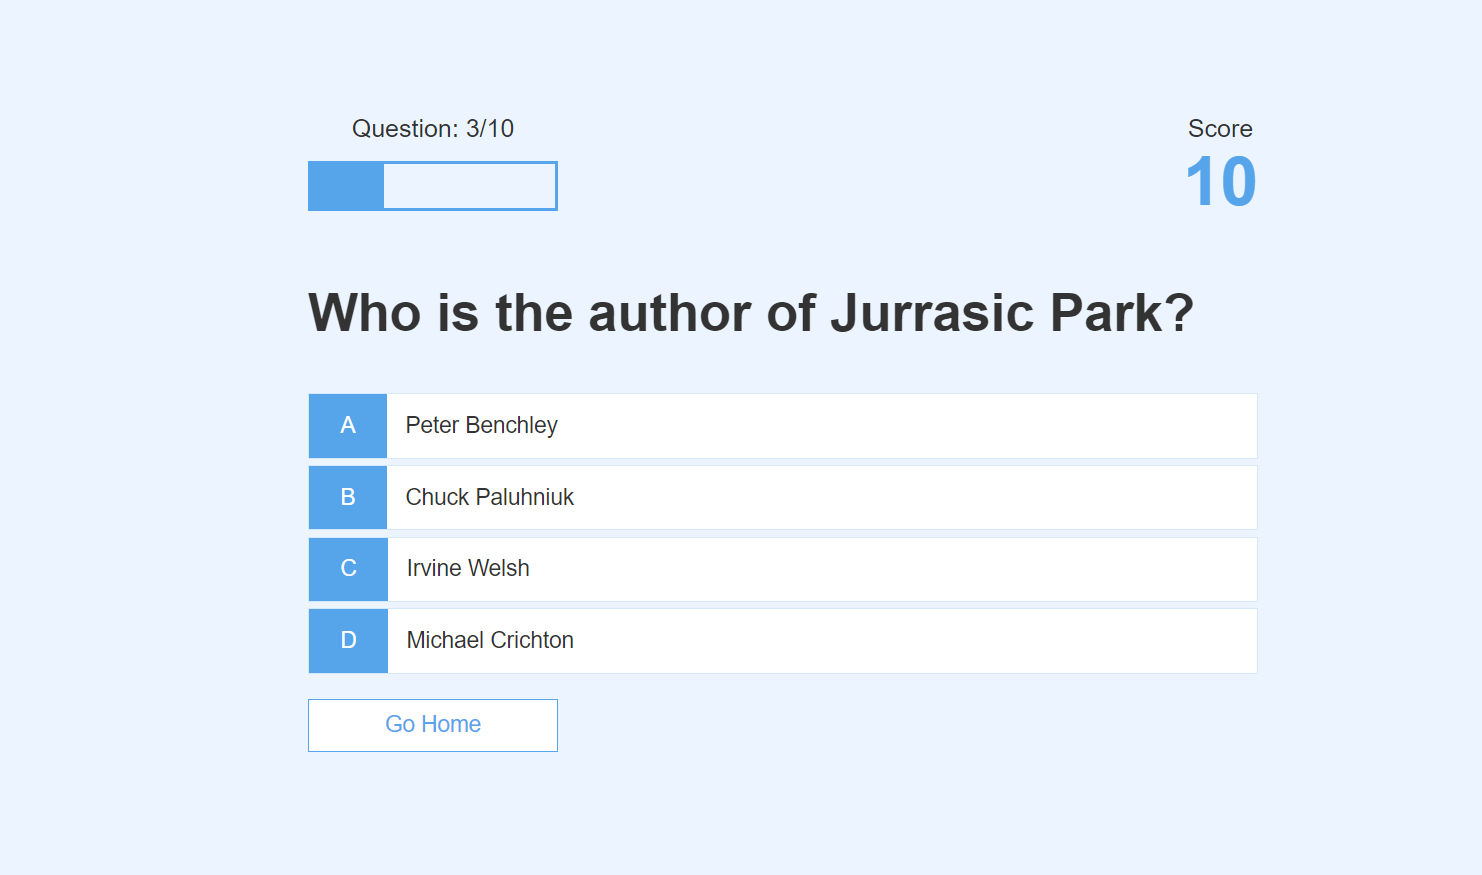 Question: 3/10
Score
10
Who is the author of Jurrasic Park?
A Peter Benchley
B Chuck Paluhniuk
C Irvine Welsh
D Michael Crichton
Go Home